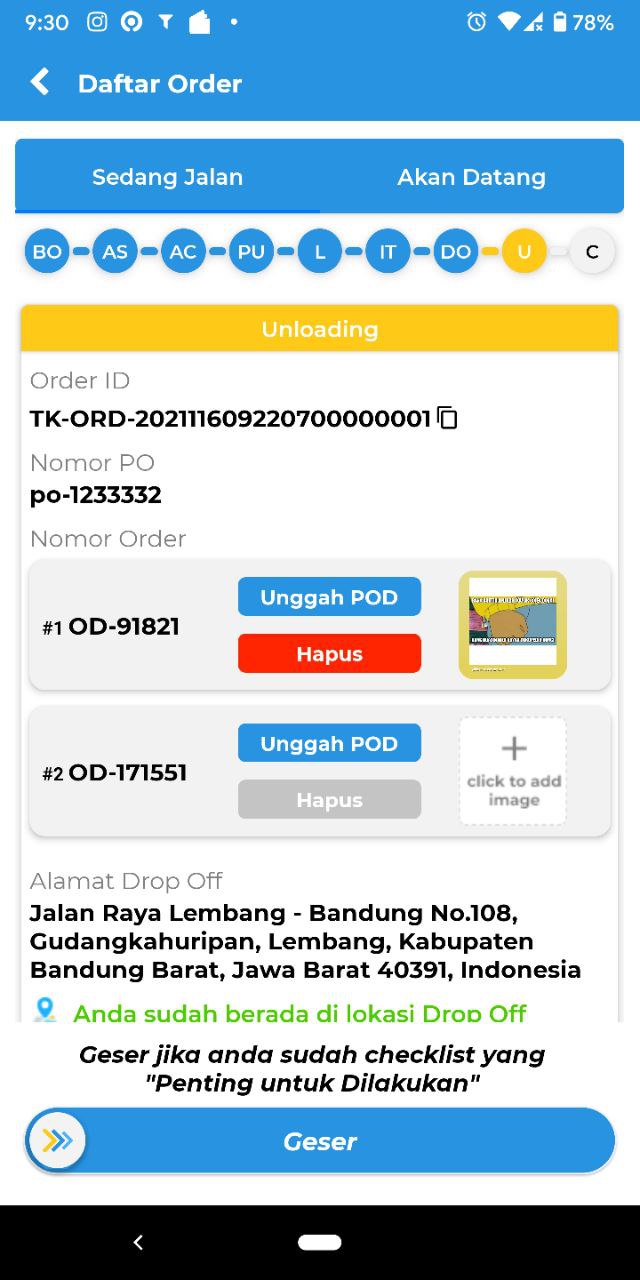 9:30
78%
Daftar Order
Sedang Jalan
Akan Datang
BO
AS
AC
PU
L
IT
DO
U
C
Unloading
Order ID
TK-ORD-202111609220700000001
Nomor PO
po-1233332
Nomor Order
#1 OD-91821
Unggah POD
Hapus
#2 OD-171551
Unggah POD
Hapus
click to add
image
Alamat Drop Off
Jalan Raya Lembang - Bandung No.108,
Gudangkahuripan, Lembang, Kabupaten
Bandung Barat, Jawa Barat 40391, Indonesia
Anda sudah berada di lokasi Drop Off
Geser jika anda sudah checklist yang
"Penting untuk Dilakukan"
Geser